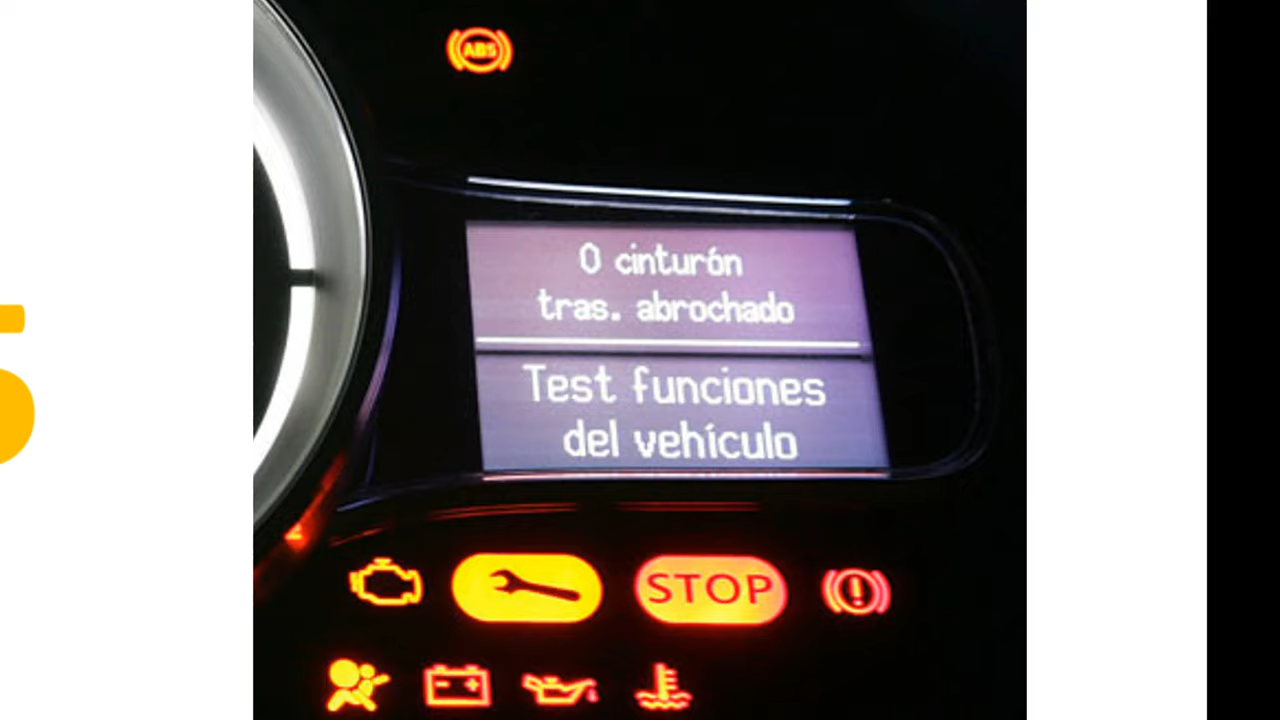 ABS
0 cinturón
tras. abrochado
Test funciones
del vehículo
STOP